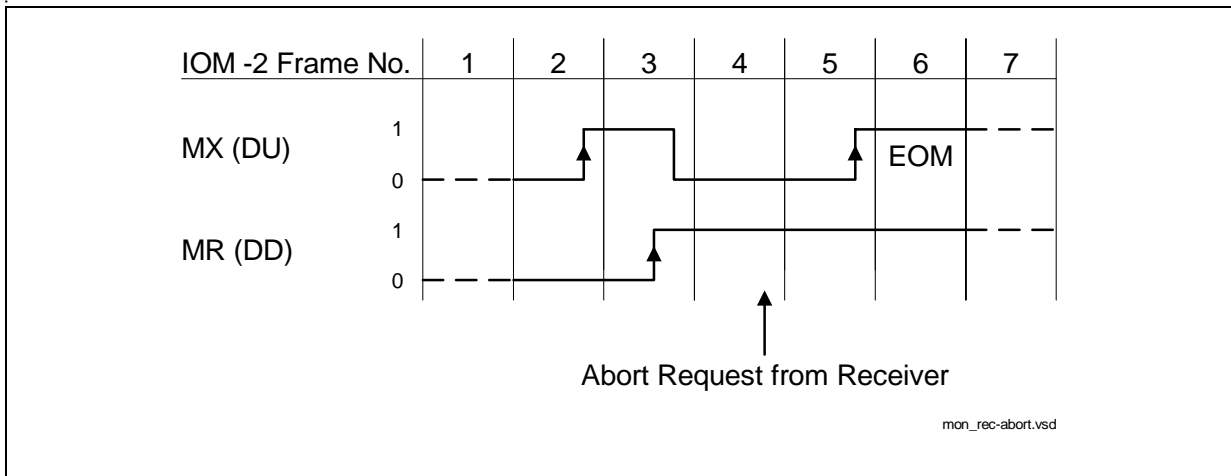 IOM -2 Frame No. 1 2 3 4 5 6 7
MX (DU) 1
0
EOM
MR (DD) 1
0
Abort Request from Receiver
mon_rec-abort.vsd